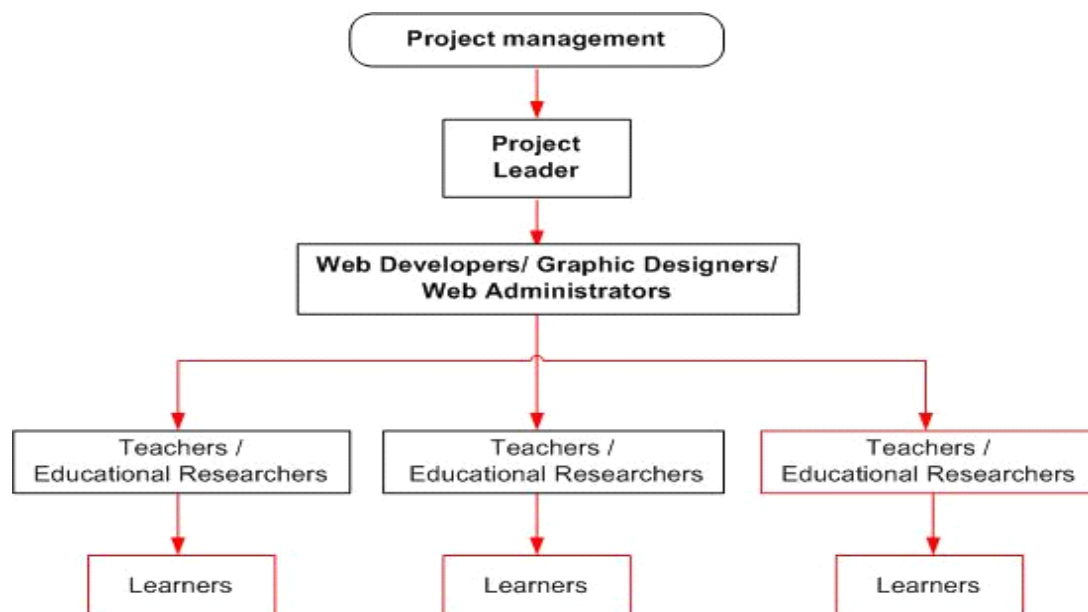 Project management
Project
Leader
Web Developers/ Graphic Designers/
Web Administrators
Teachers /
Educational Researchers
Teachers /
Educational Researchers
Teachers /
Educational Researchers
Learners
Learners
Learners